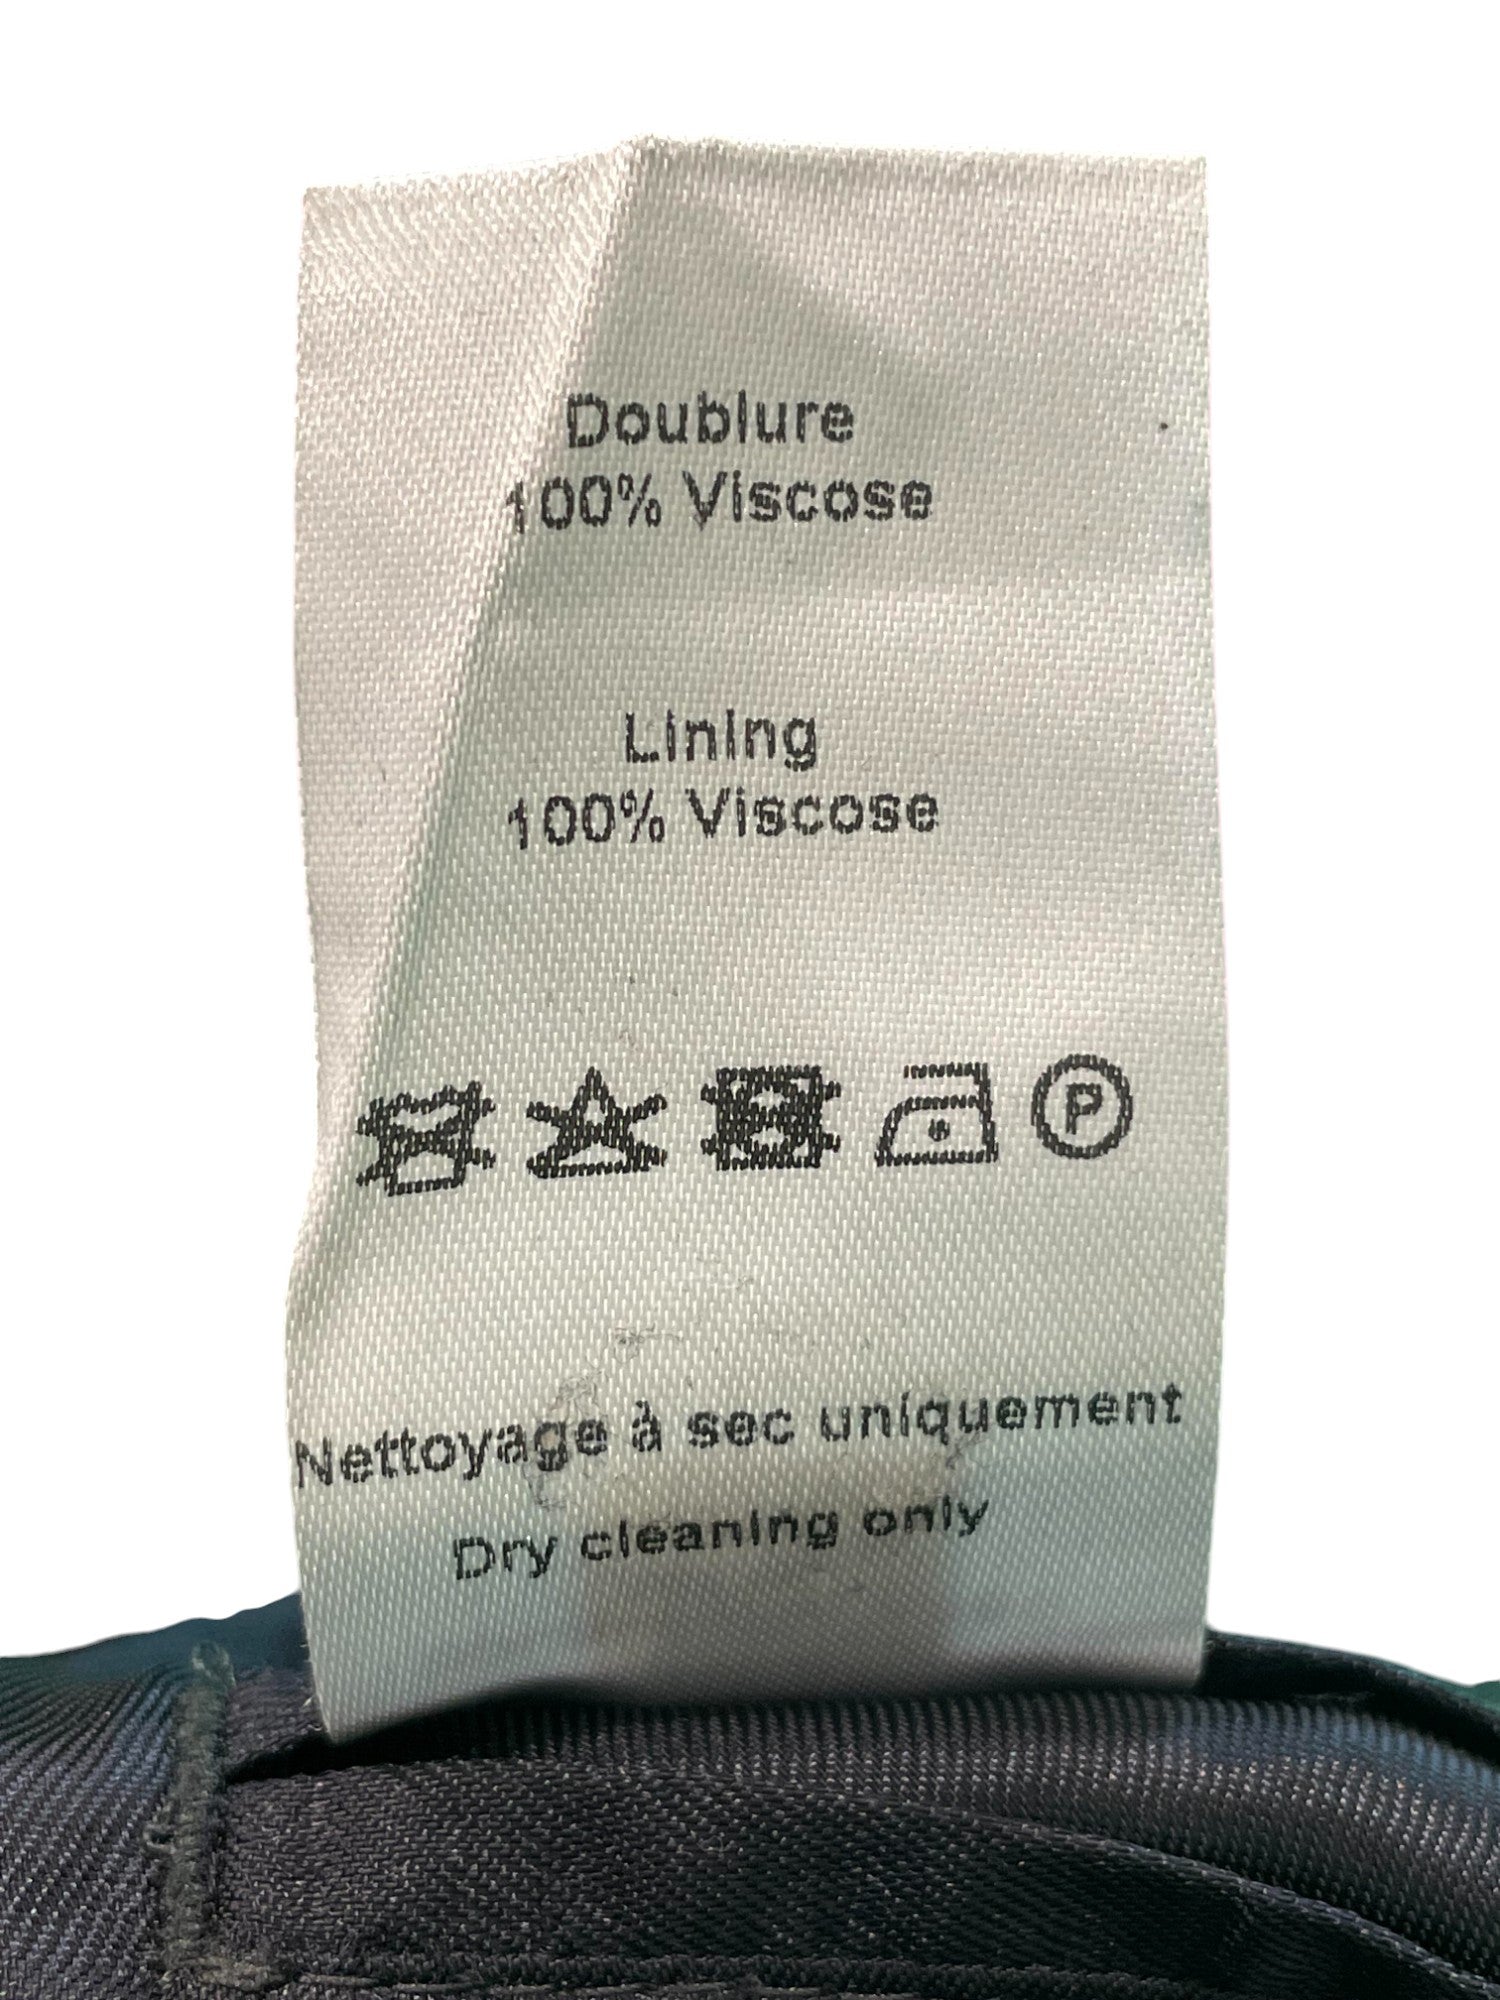 Doublure
100% Viscose
Lining
100% Viscose
P
Nettoyage à sec uniquement
Dry cleaning only